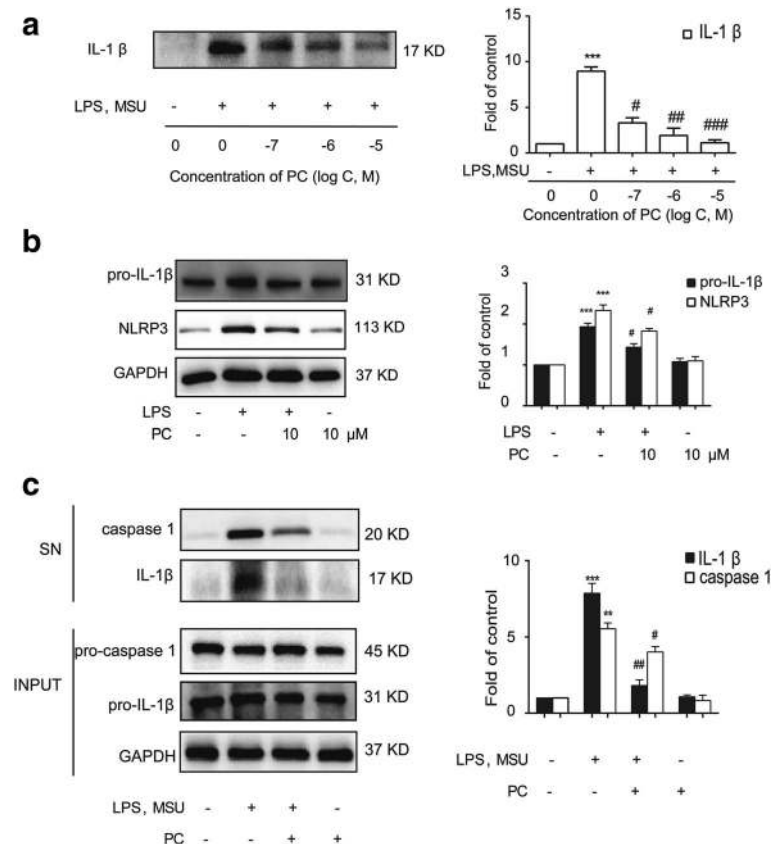 a
IL-1 β
17 KD
LPS, MSU - + + + +
0 0 -7 -6 -5
Concentration of PC (log C, M)
IL-1 β
Fold of control
15
10
5
0
***
#
##
###
LPS,MSU - + + + +
0 0 -7 -6 -5
Concentration of PC (log C, M)
b
pro-IL-1β 31 KD
NLRP3 113 KD
GAPDH 37 KD
LPS - + + -
PC - - 10 10 μM
pro-IL-1β
NLRP3
Fold of control
3
2
1
0
*** ***
# #
LPS - + + -
PC - - 10 10 μM
c
SN
caspase 1 20 KD
IL-1β 17 KD
INPUT
pro-caspase 1 45 KD
pro-IL-1β 31 KD
GAPDH 37 KD
LPS, MSU - + + -
PC - - + +
IL-1 β
caspase 1
Fold of control
10
5
0
*** **
## #
LPS, MSU - + + -
PC - - + +